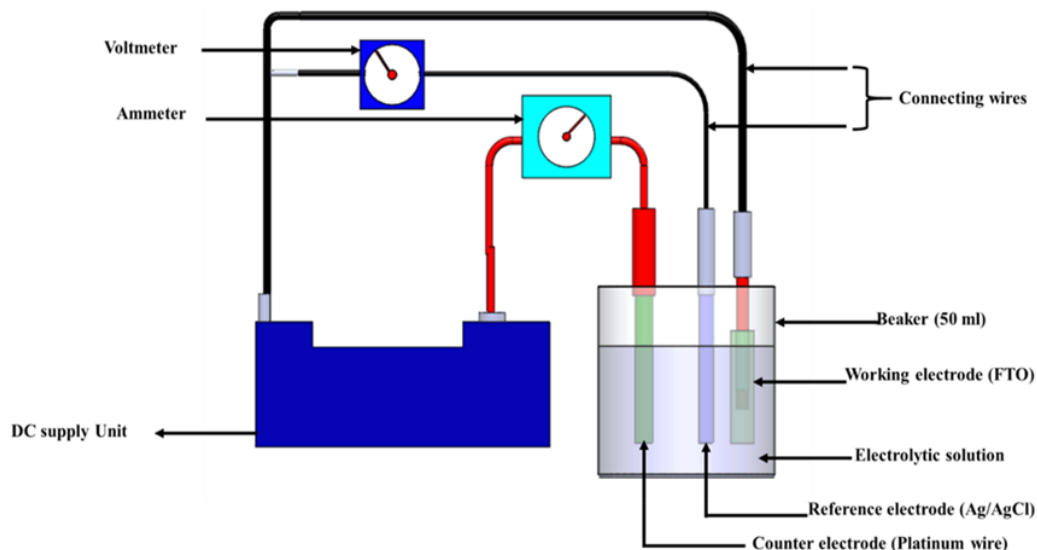 Voltmeter
Ammeter
Connecting wires
Beaker (50 ml)
Working electrode (FTO)
DC supply Unit
Electrolytic solution
Reference electrode (Ag/AgCl)
Counter electrode (Platinum wire)